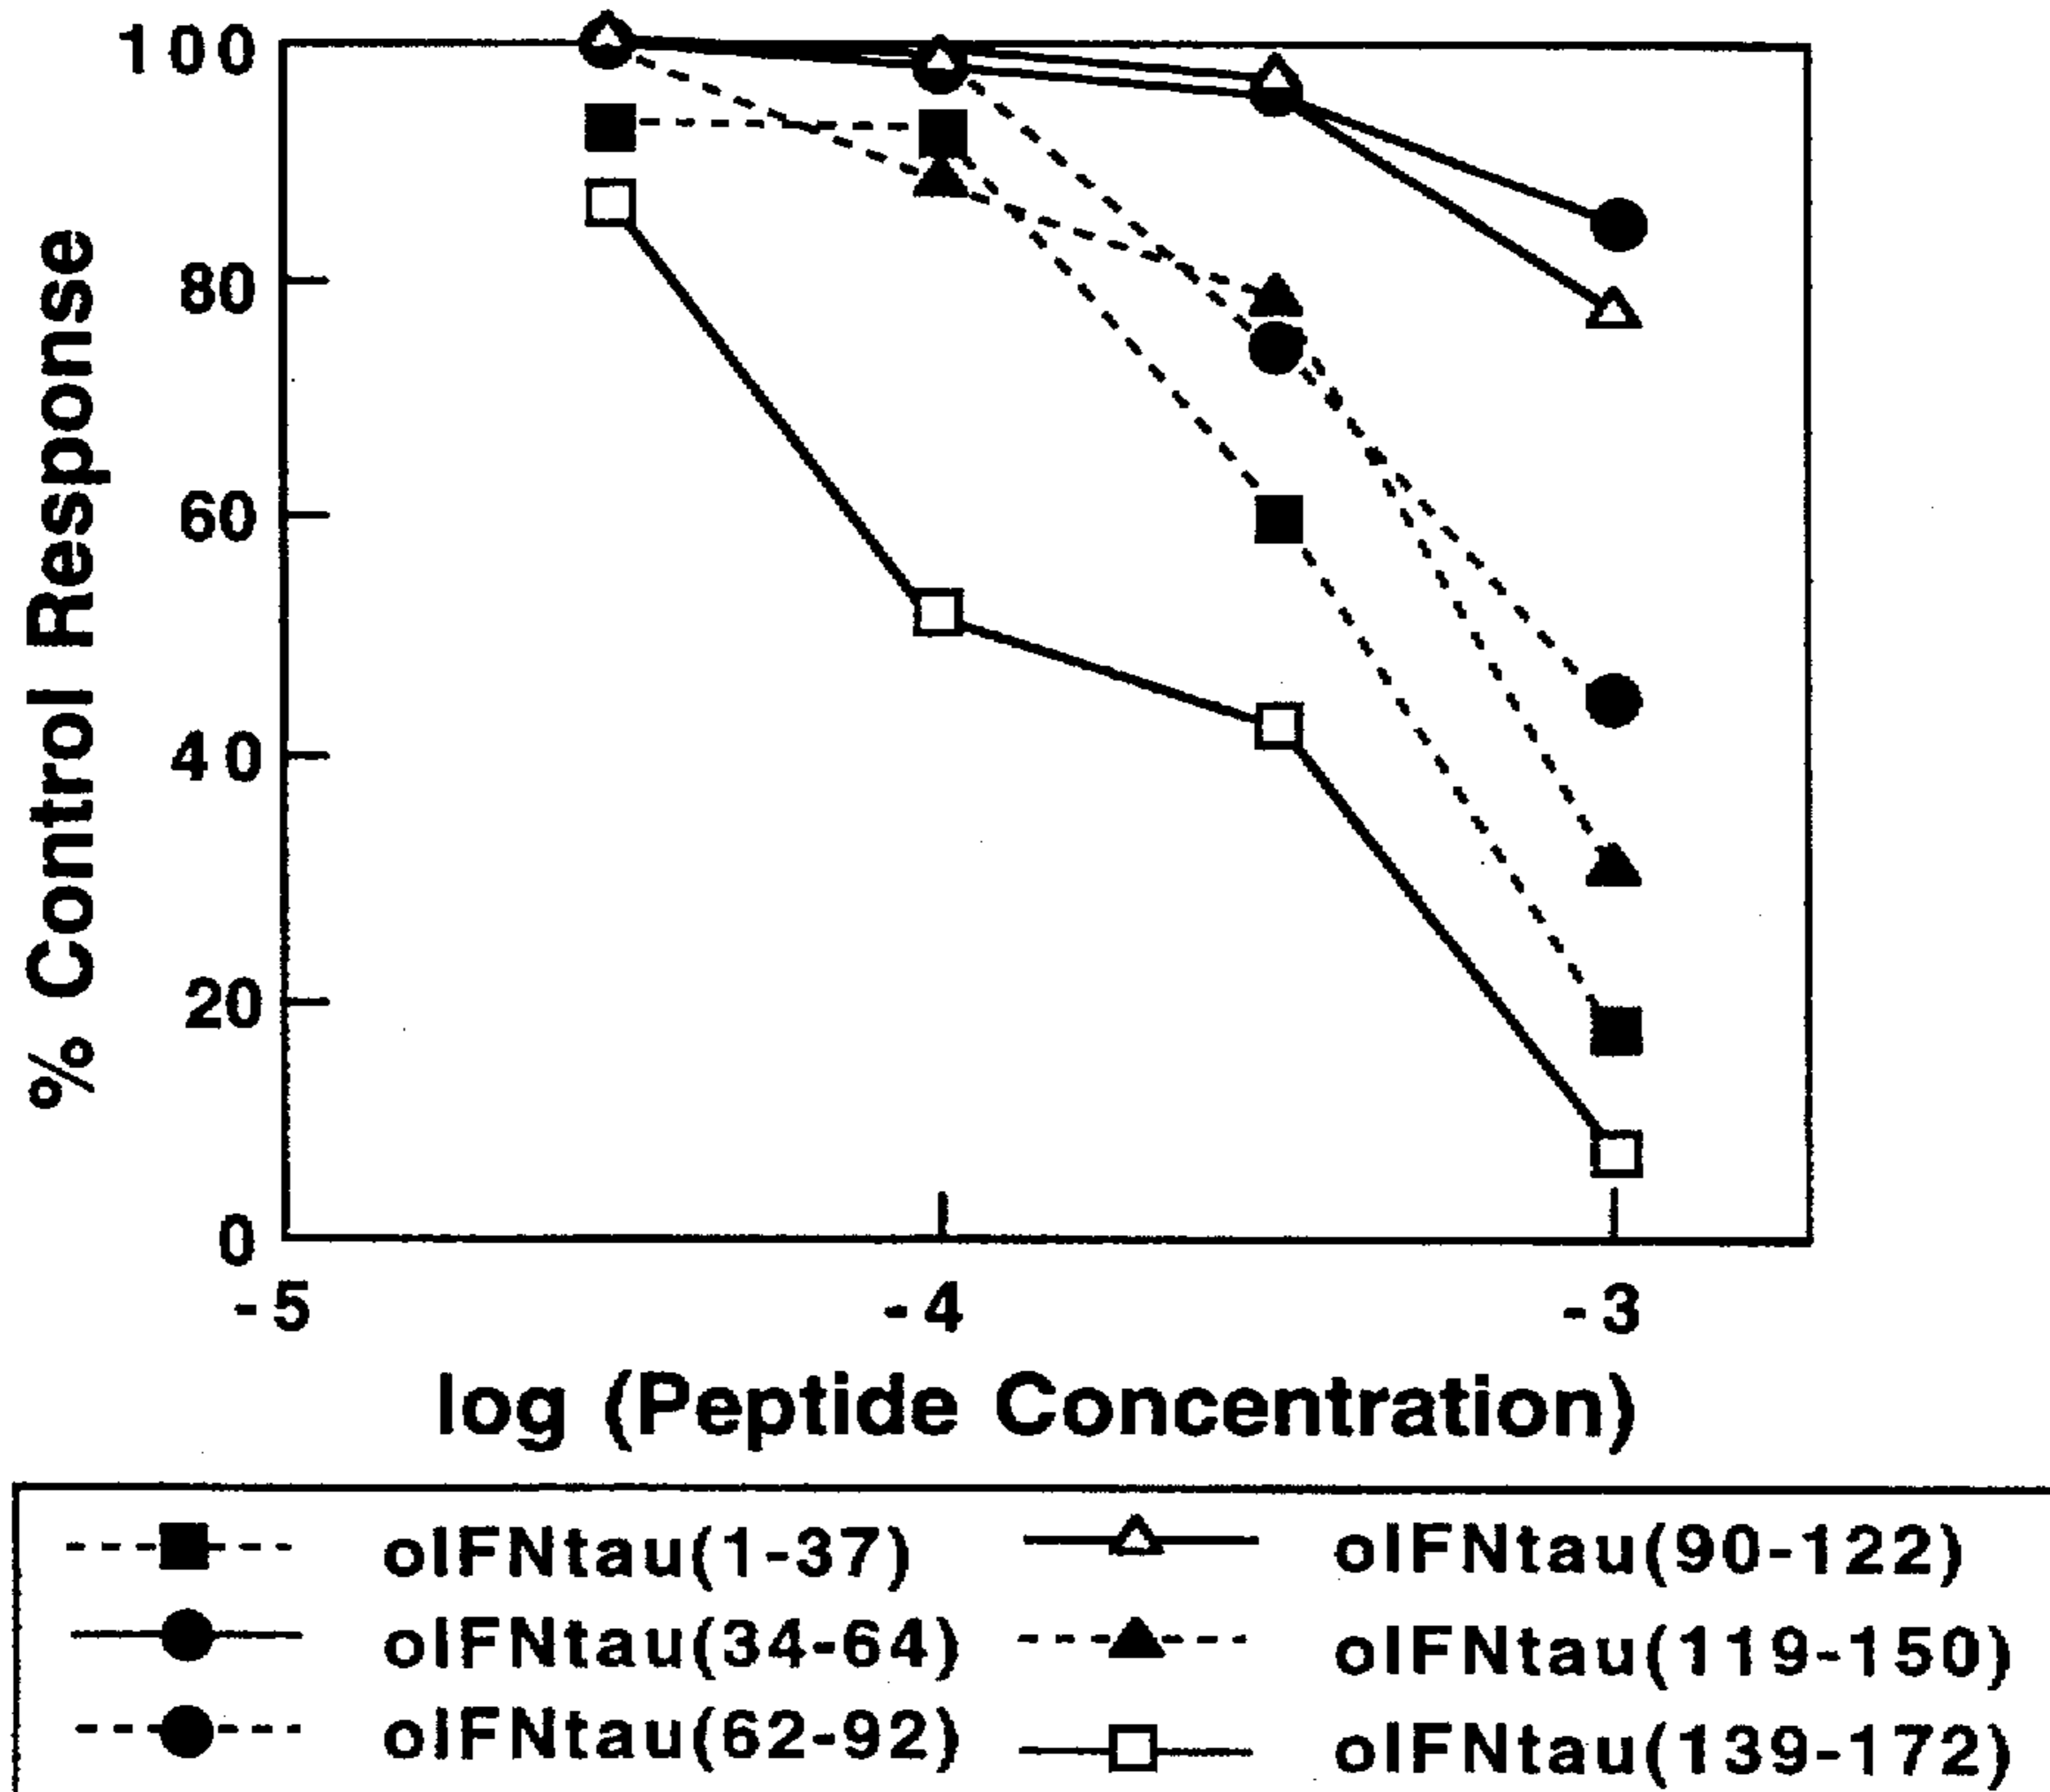 % Control Response
100
80
60
40
20
0
-5
-4
-3
log (Peptide Concentration)
oIFNtau(1-37)
oIFNtau(34-64)
oIFNtau(62-92)
oIFNtau(90-122)
oIFNtau(119-150)
oIFNtau(139-172)